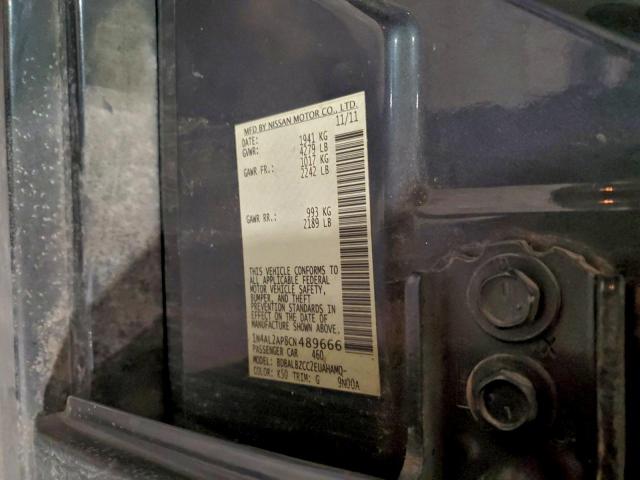 MFD BY NISSAN MOTOR CO., LTD.
DATE: 11/11
GVWR: 1941 KG
4279 LB
GAWR FR.: 1017 KG
2242 LB
GAWR RR.: 993 KG
2189 LB
THIS VEHICLE CONFORMS TO
ALL APPLICABLE FEDERAL
MOTOR VEHICLE SAFETY,
BUMPER, AND THEFT
PREVENTION STANDARDS IN
EFFECT ON THE DATE OF
MANUFACTURE SHOWN ABOVE.
1N4AL2AP8CN489666
PASSENGER CAR 460
MODEL: BDBALBZCC2EUAHAMQ-
COLOR: K50 TRIM: G 9N00A